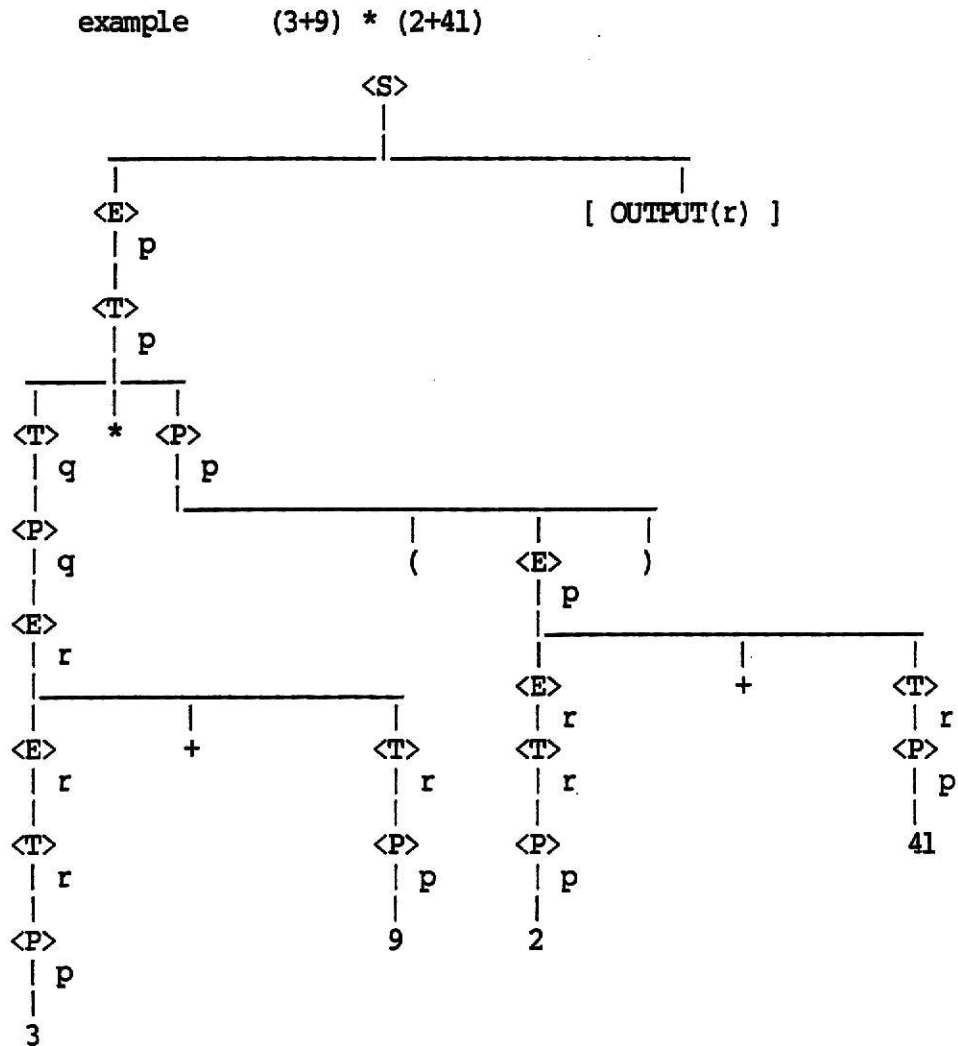 example (3+9) * (2+41)
<S>
<E> [ OUTPUT(r) ]
p
<T>
p
<T> * <P>
q p
<P> ( <E> )
q p
<E>
r
<E> + <T>
r r
<E> + <T> <T> <P>
r r r p
<T> <P> <P> 41
r p p
<P> 9 2
p
3